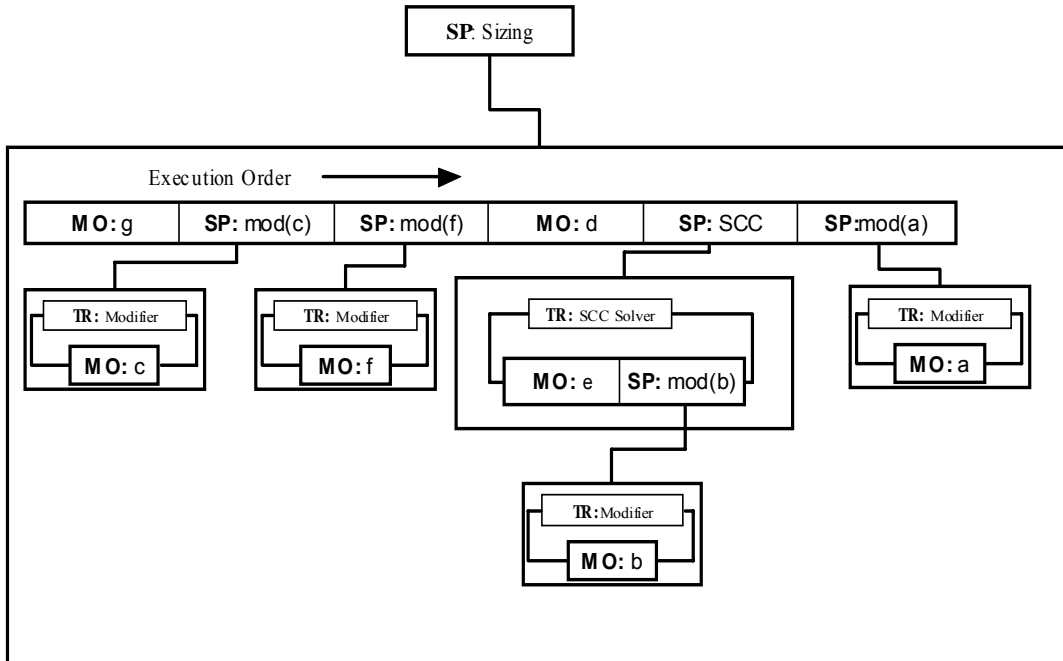 SP: Sizing
Execution Order
MO: g SP: mod(c) SP: mod(f) MO: d SP: SCC SP:mod(a)
TR: Modifier
MO: c
TR: Modifier
MO: f
TR: SCC Solver
MO: e SP: mod(b)
TR: Modifier
MO: a
TR:Modifier
MO: b